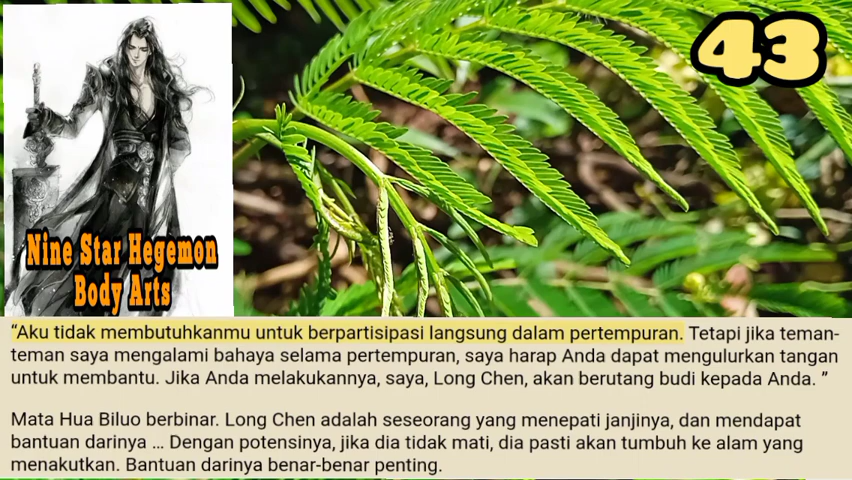 43
Nine Star Hegemon
Body Arts
“Aku tidak membutuhkanmu untuk berpartisipasi langsung dalam pertempuran. Tetapi jika teman-
teman saya mengalami bahaya selama pertempuran, saya harap Anda dapat mengulurkan tangan
untuk membantu. Jika Anda melakukannya, saya, Long Chen, akan berutang budi kepada Anda. ”
Mata Hua Biluo berbinar. Long Chen adalah seseorang yang menepati janjinya, dan mendapat
bantuan darinya ... Dengan potensinya, jika dia tidak mati, dia pasti akan tumbuh ke alam yang
menakutkan. Bantuan darinya benar-benar penting.